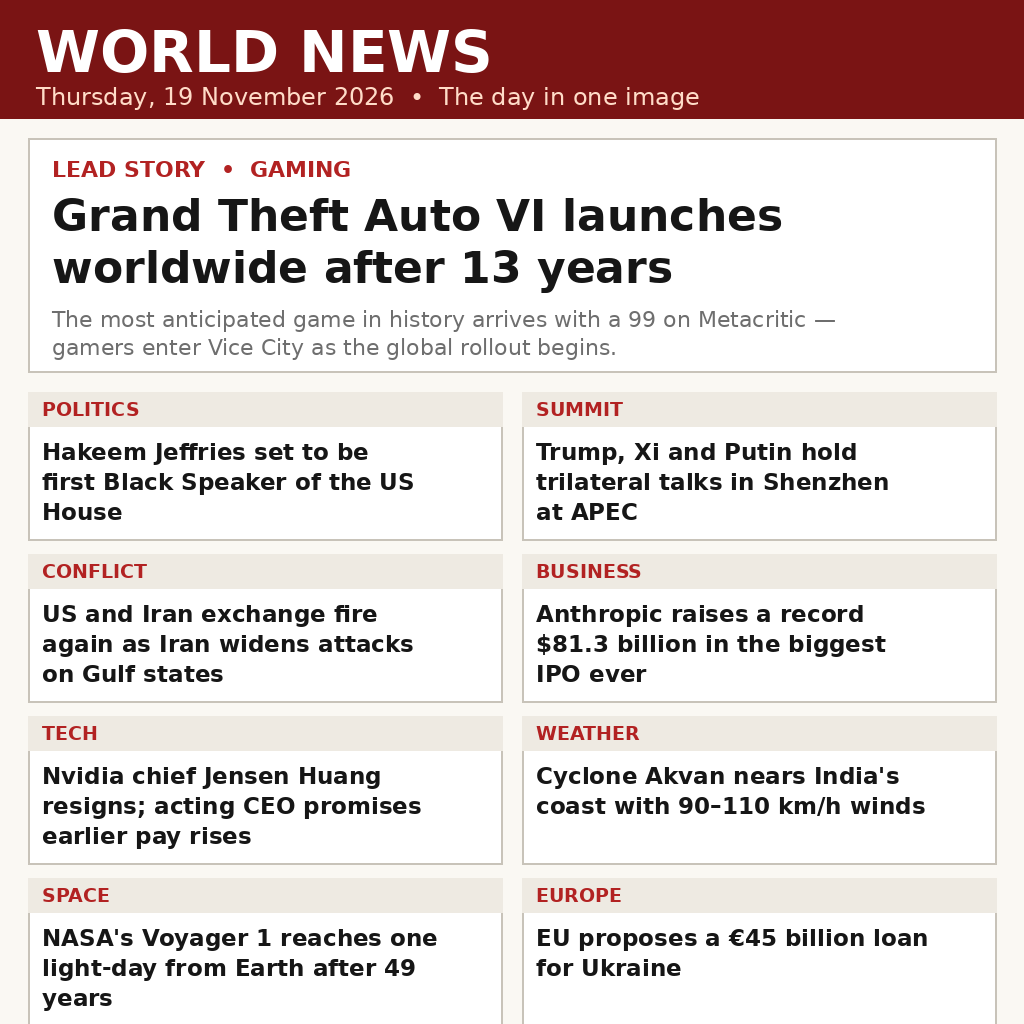 WORLD NEWS
Thursday, 19 November 2026 • The day in one image
LEAD STORY • GAMING
Grand Theft Auto VI launches
worldwide after 13 years
The most anticipated game in history arrives with a 99 on Metacritic —
gamers enter Vice City as the global rollout begins.
POLITICS
Hakeem Jeffries set to be
first Black Speaker of the US
House
SUMMIT
Trump, Xi and Putin hold
trilateral talks in Shenzhen
at APEC
CONFLICT
US and Iran exchange fire
again as Iran widens attacks
on Gulf states
BUSINESS
Anthropic raises a record
$81.3 billion in the biggest
IPO ever
TECH
Nvidia chief Jensen Huang
resigns; acting CEO promises
earlier pay rises
WEATHER
Cyclone Akvan nears India's
coast with 90–110 km/h winds
SPACE
NASA's Voyager 1 reaches one
light-day from Earth after 49
years
EUROPE
EU proposes a €45 billion loan
for Ukraine